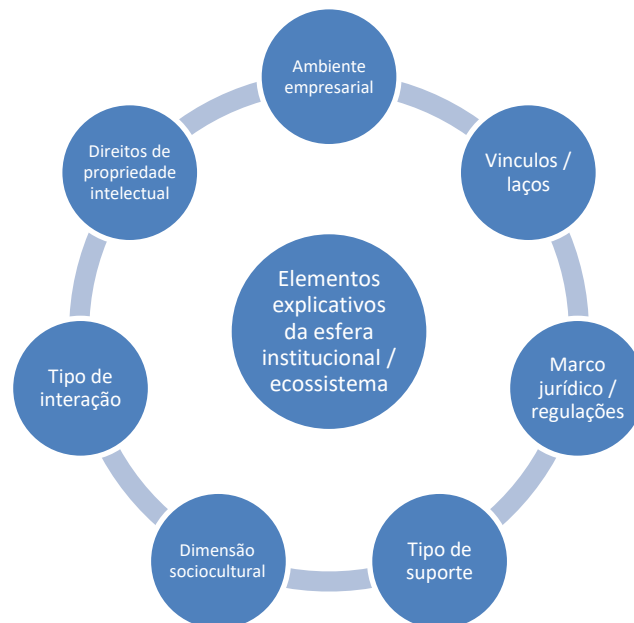 Ambiente
empresarial
Vinculos /
laços
Marco
jurídico /
regulações
Tipo de
suporte
Dimensão
sociocultural
Tipo de
interação
Direitos de
propriedade
intelectual
Elementos
explicativos
da esfera
institucional /
ecossistema